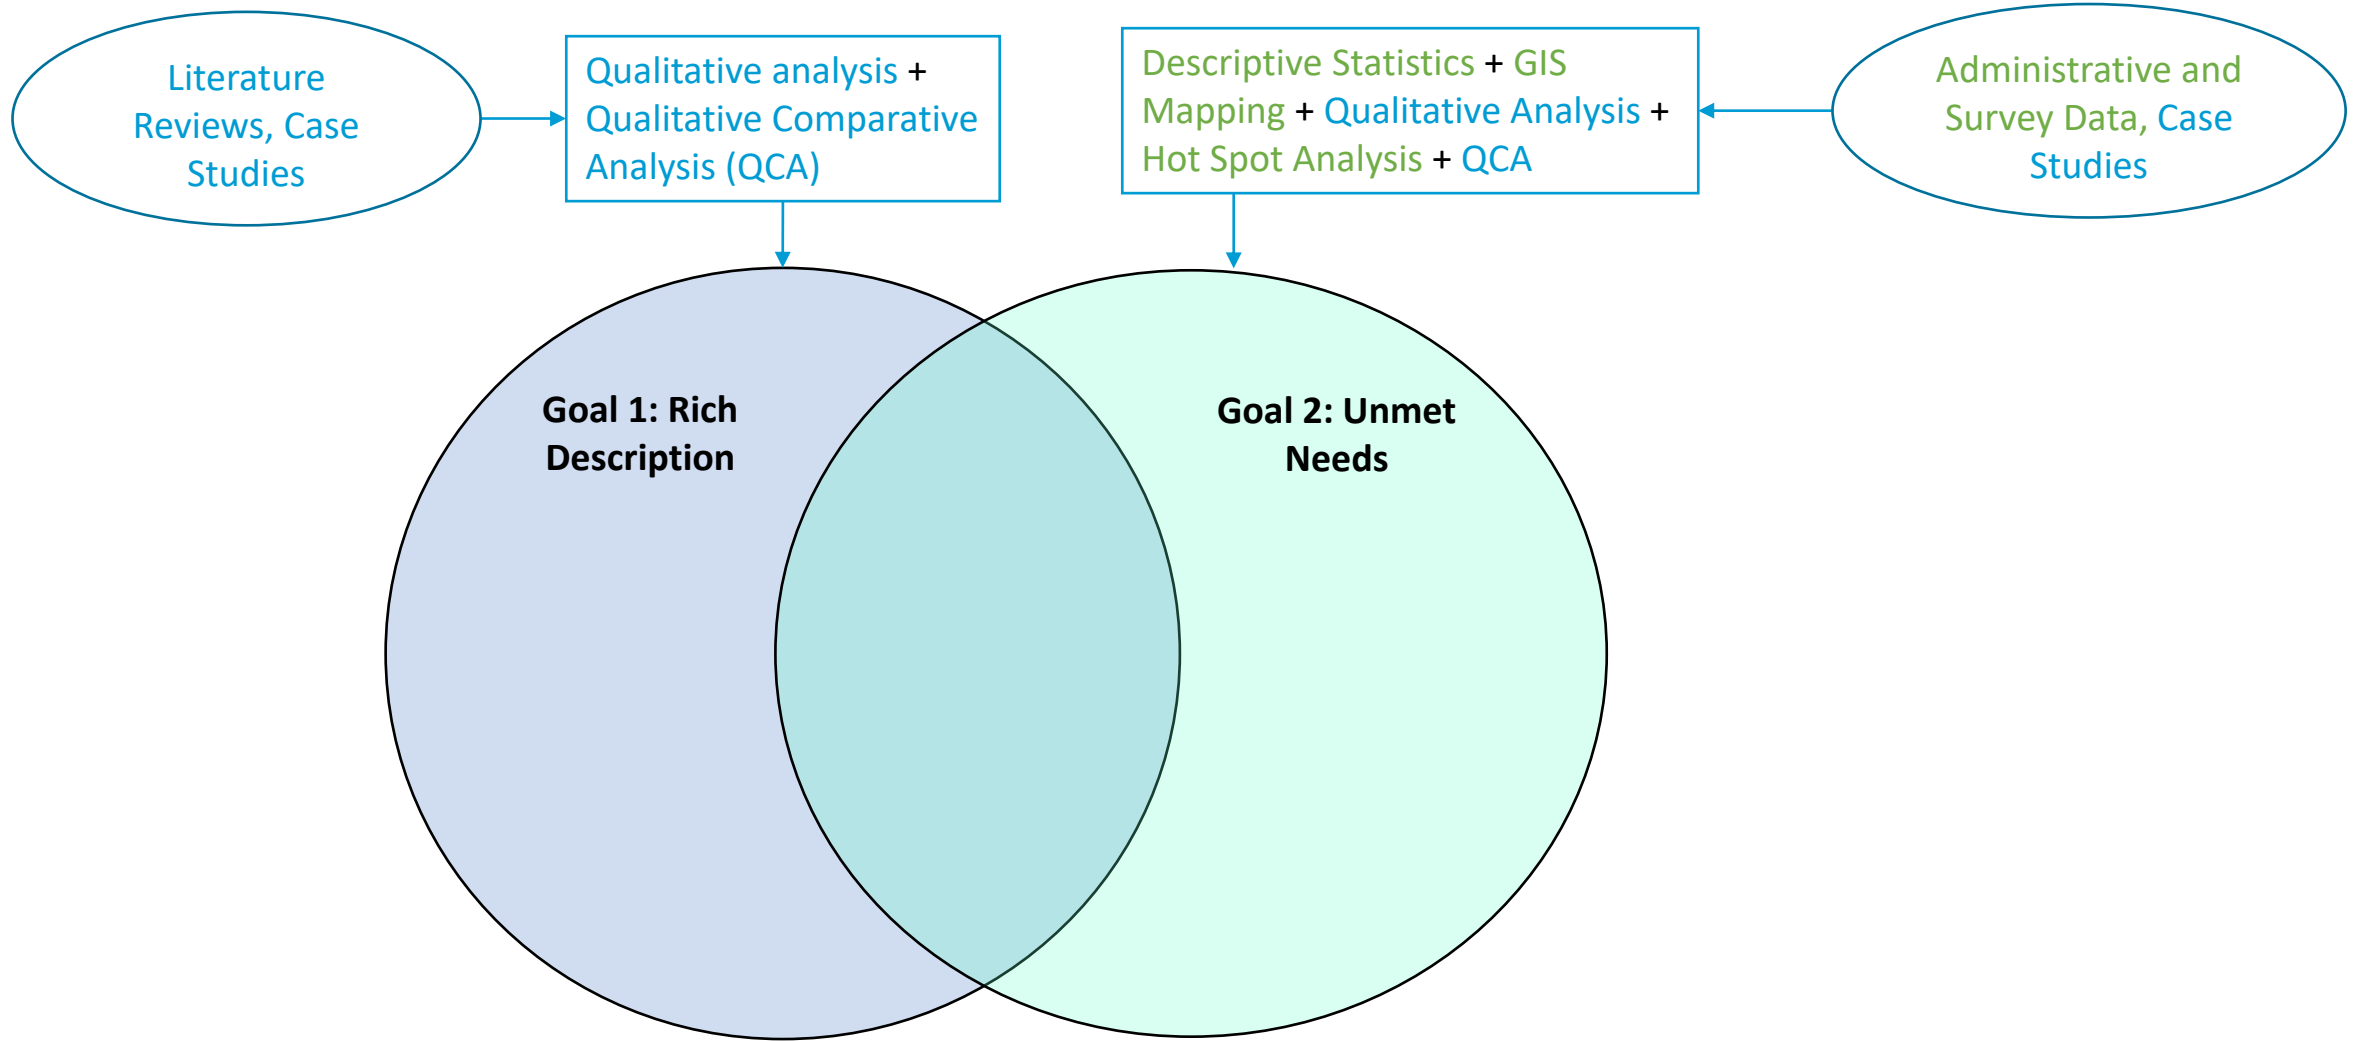 Literature
Reviews, Case
Studies
Qualitative analysis +
Qualitative Comparative
Analysis (QCA)
Descriptive Statistics + GIS
Mapping + Qualitative Analysis +
Hot Spot Analysis + QCA
Administrative and
Survey Data, Case
Studies
Goal 1: Rich
Description
Goal 2: Unmet
Needs